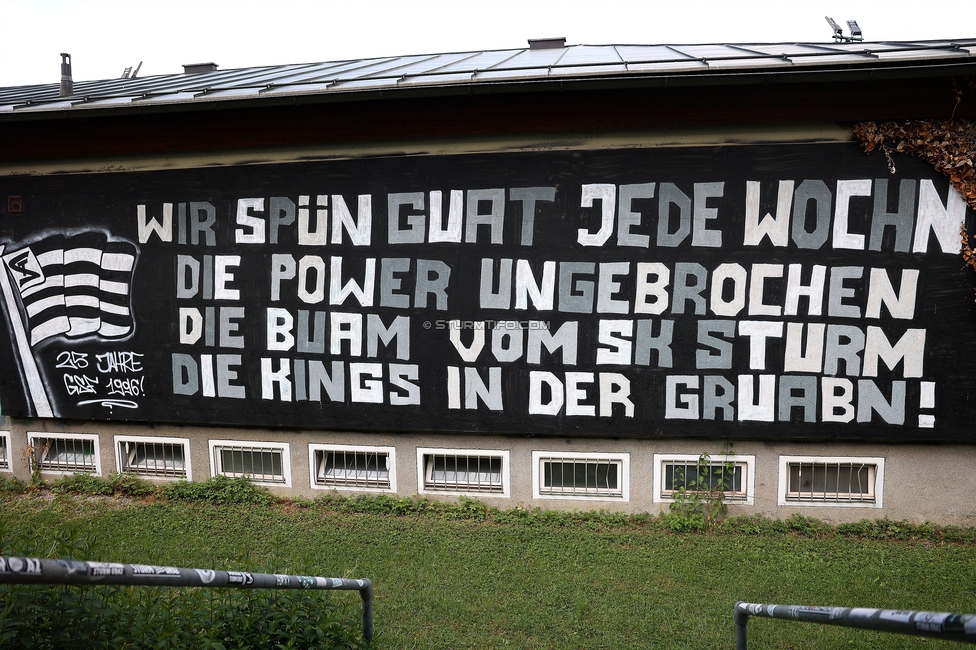 WIR SPÜN GUAT JEDE WOCHN
DIE POWER UNGEBROCHEN
DIE BUAM VOM SK STURM
DIE KINGS IN DER GRUABN!
25 JAHRE
GSF 1996!
© STURMTIFO.COM